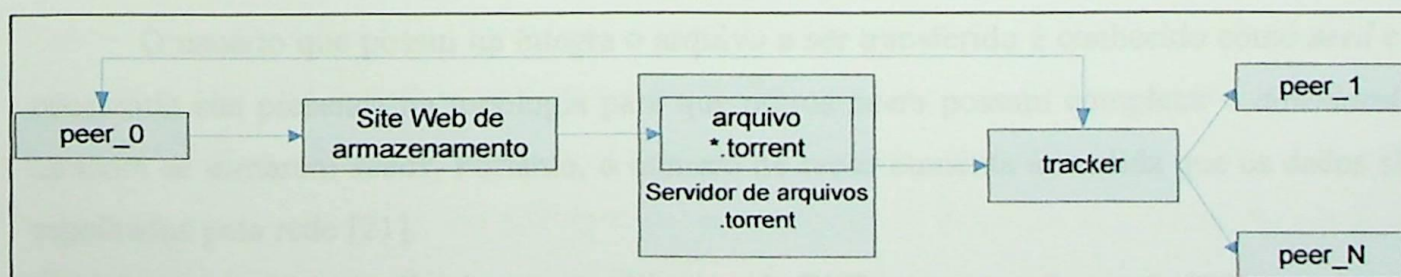 peer_0
Site Web de
armazenamento
arquivo
*.torrent
Servidor de arquivos
.torrent
tracker
peer_1
peer_N